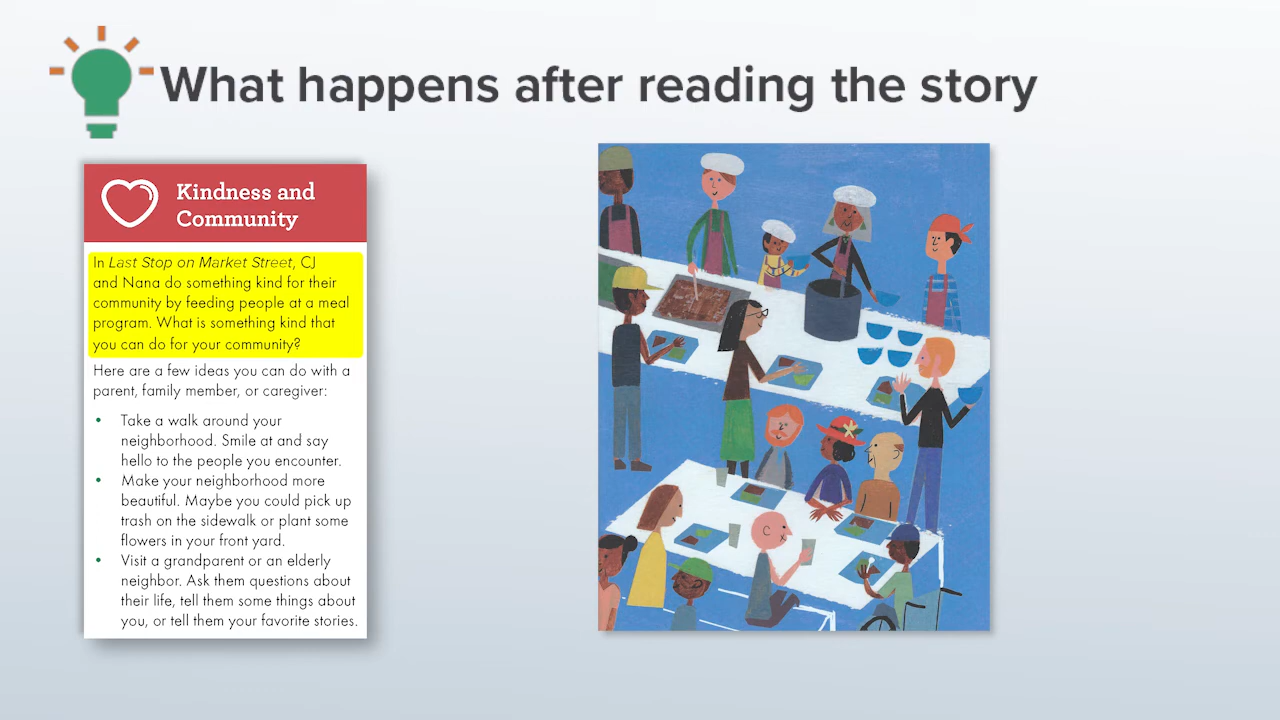 What happens after reading the story
Kindness and
Community
In Last Stop on Market Street, CJ
and Nana do something kind for their
community by feeding people at a meal
program. What is something kind that
you can do for your community?
Here are a few ideas you can do with a
parent, family member, or caregiver:
• Take a walk around your
neighborhood. Smile at and say
hello to the people you encounter.
• Make your neighborhood more
beautiful. Maybe you could pick up
trash on the sidewalk or plant some
flowers in your front yard.
• Visit a grandparent or an elderly
neighbor. Ask them questions about
their life, tell them some things about
you, or tell them your favorite stories.